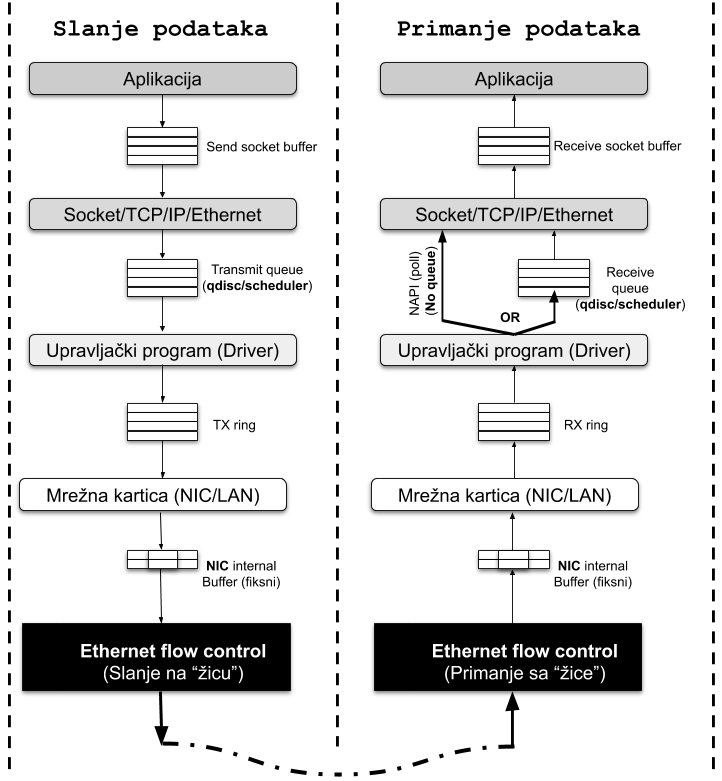 Slanje podataka
Aplikacija
Send socket buffer
Socket/TCP/IP/Ethernet
Transmit queue
(qdisc/scheduler)
Upravljački program (Driver)
TX ring
Mrežna kartica (NIC/LAN)
NIC internal
Buffer (fiksni)
Ethernet flow control
(Slanje na “žicu”)
Primanje podataka
Aplikacija
Receive socket buffer
Socket/TCP/IP/Ethernet
NAPI (poll)
(No queue)
OR
Receive
queue
(qdisc/scheduler)
Upravljački program (Driver)
RX ring
Mrežna kartica (NIC/LAN)
NIC internal
Buffer (fiksni)
Ethernet flow control
(Primanje sa “žice”)